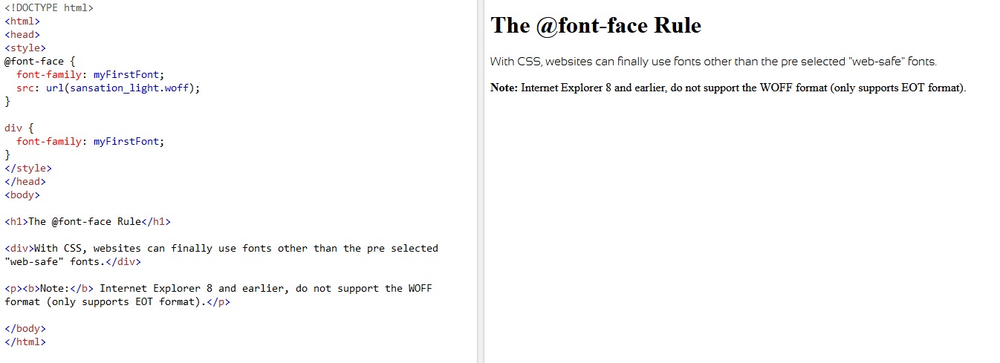 <!DOCTYPE html>
<html>
<head>
<style>
@font-face {
  font-family: myFirstFont;
  src: url(sansation_light.woff);
}

div {
  font-family: myFirstFont;
}
</style>
</head>
<body>

<h1>The @font-face Rule</h1>

<div>With CSS, websites can finally use fonts other than the pre selected
"web-safe" fonts.</div>

<p><b>Note:</b> Internet Explorer 8 and earlier, do not support the WOFF
format (only supports EOT format).</p>

</body>
</html>
The @font-face Rule
With CSS, websites can finally use fonts other than the pre selected "web-safe" fonts.
Note: Internet Explorer 8 and earlier, do not support the WOFF format (only supports EOT format).